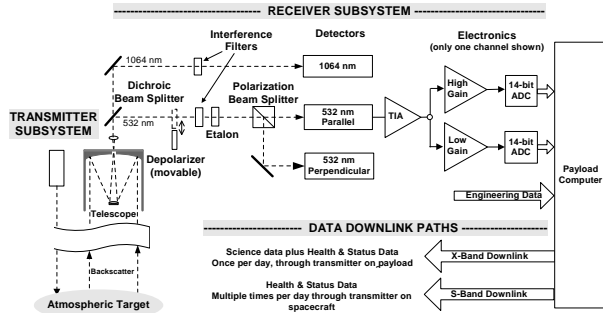 RECEIVER SUBSYSTEM
Interference
Filters
Detectors
Electronics
(only one channel shown)
1064 nm
1064 nm
High
Gain
14-bit
ADC
Dichroic
Beam Splitter
Polarization
Beam Splitter
TRANSMITTER
SUBSYSTEM
532 nm
Etalon
532 nm
Parallel
TIA
Low
Gain
14-bit
ADC
Payload
Computer
Depolarizer
(movable)
532 nm
Perpendicular
Engineering Data
Telescope
DATA DOWNLINK PATHS
Science data plus Health & Status Data
Once per day, through transmitter on payload
X-Band Downlink
Backscatter
Health & Status Data
Multiple times per day through transmitter on
spacecraft
S-Band Downlink
Atmospheric Target